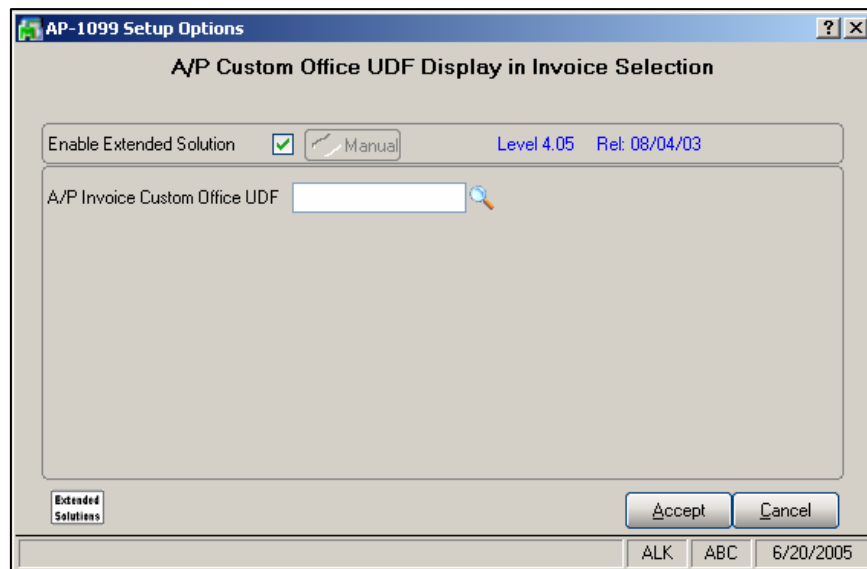 AP-1099 Setup Options
A/P Custom Office UDF Display in Invoice Selection
Enable Extended Solution Manual Level 4.05 Rel: 08/04/03
A/P Invoice Custom Office UDF
Extended
Solutions
Accept Cancel
ALK ABC 6/20/2005